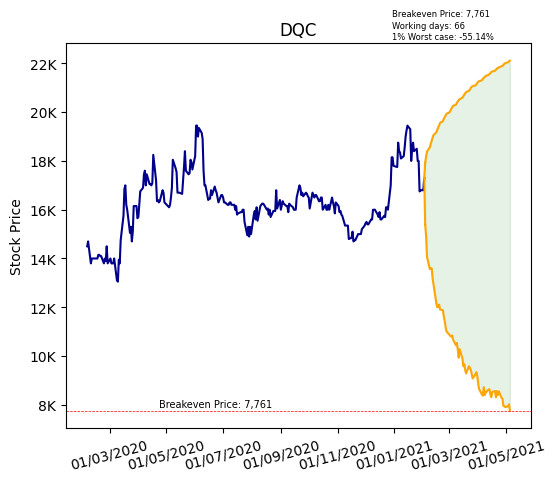 Breakeven Price: 7,761
Working days: 66
1% Worst case: -55.14%
DQC
Stock Price
22K
20K
18K
16K
14K
12K
10K
8K
Breakeven Price: 7,761
01/03/2020
01/05/2020
01/07/2020
01/09/2020
01/11/2020
01/01/2021
01/03/2021
01/05/2021